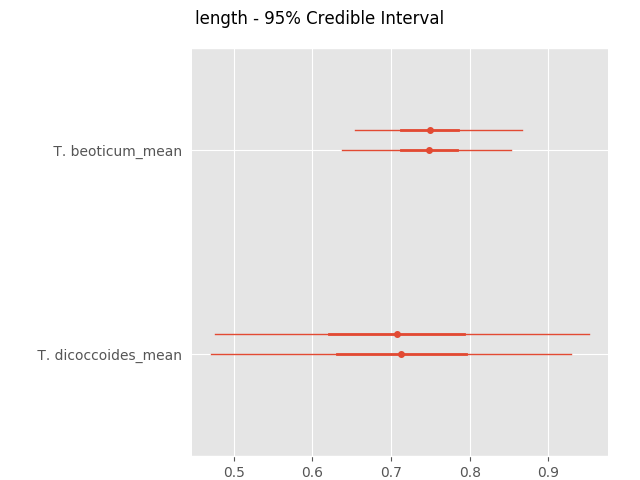 length - 95% Credible Interval
T. beoticum_mean
T. dicoccoides_mean
0.5 0.6 0.7 0.8 0.9